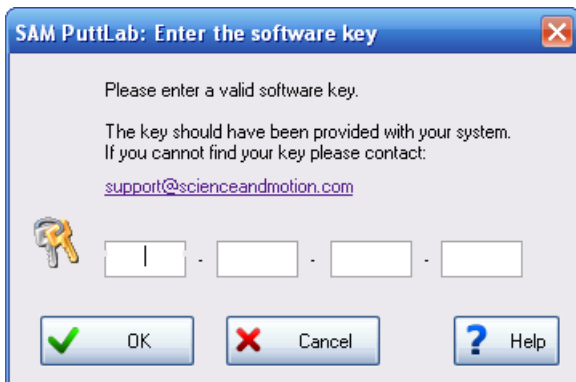 SAM PuttLab: Enter the software key
Please enter a valid software key.
The key should have been provided with your system.
If you cannot find your key please contact:
support@scienceandmotion.com
- - -
OK Cancel ? Help